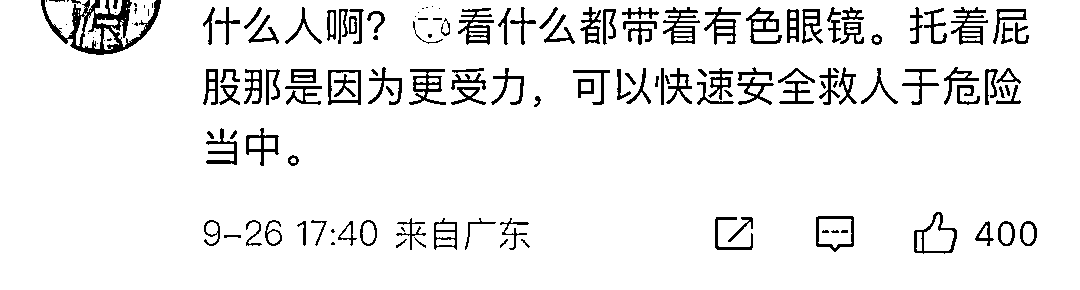 什么人啊？看什么都带着有色眼镜。托着屁
股那是因为更受力，可以快速安全救人于危险
当中。
9-26 17:40 来自广东
400